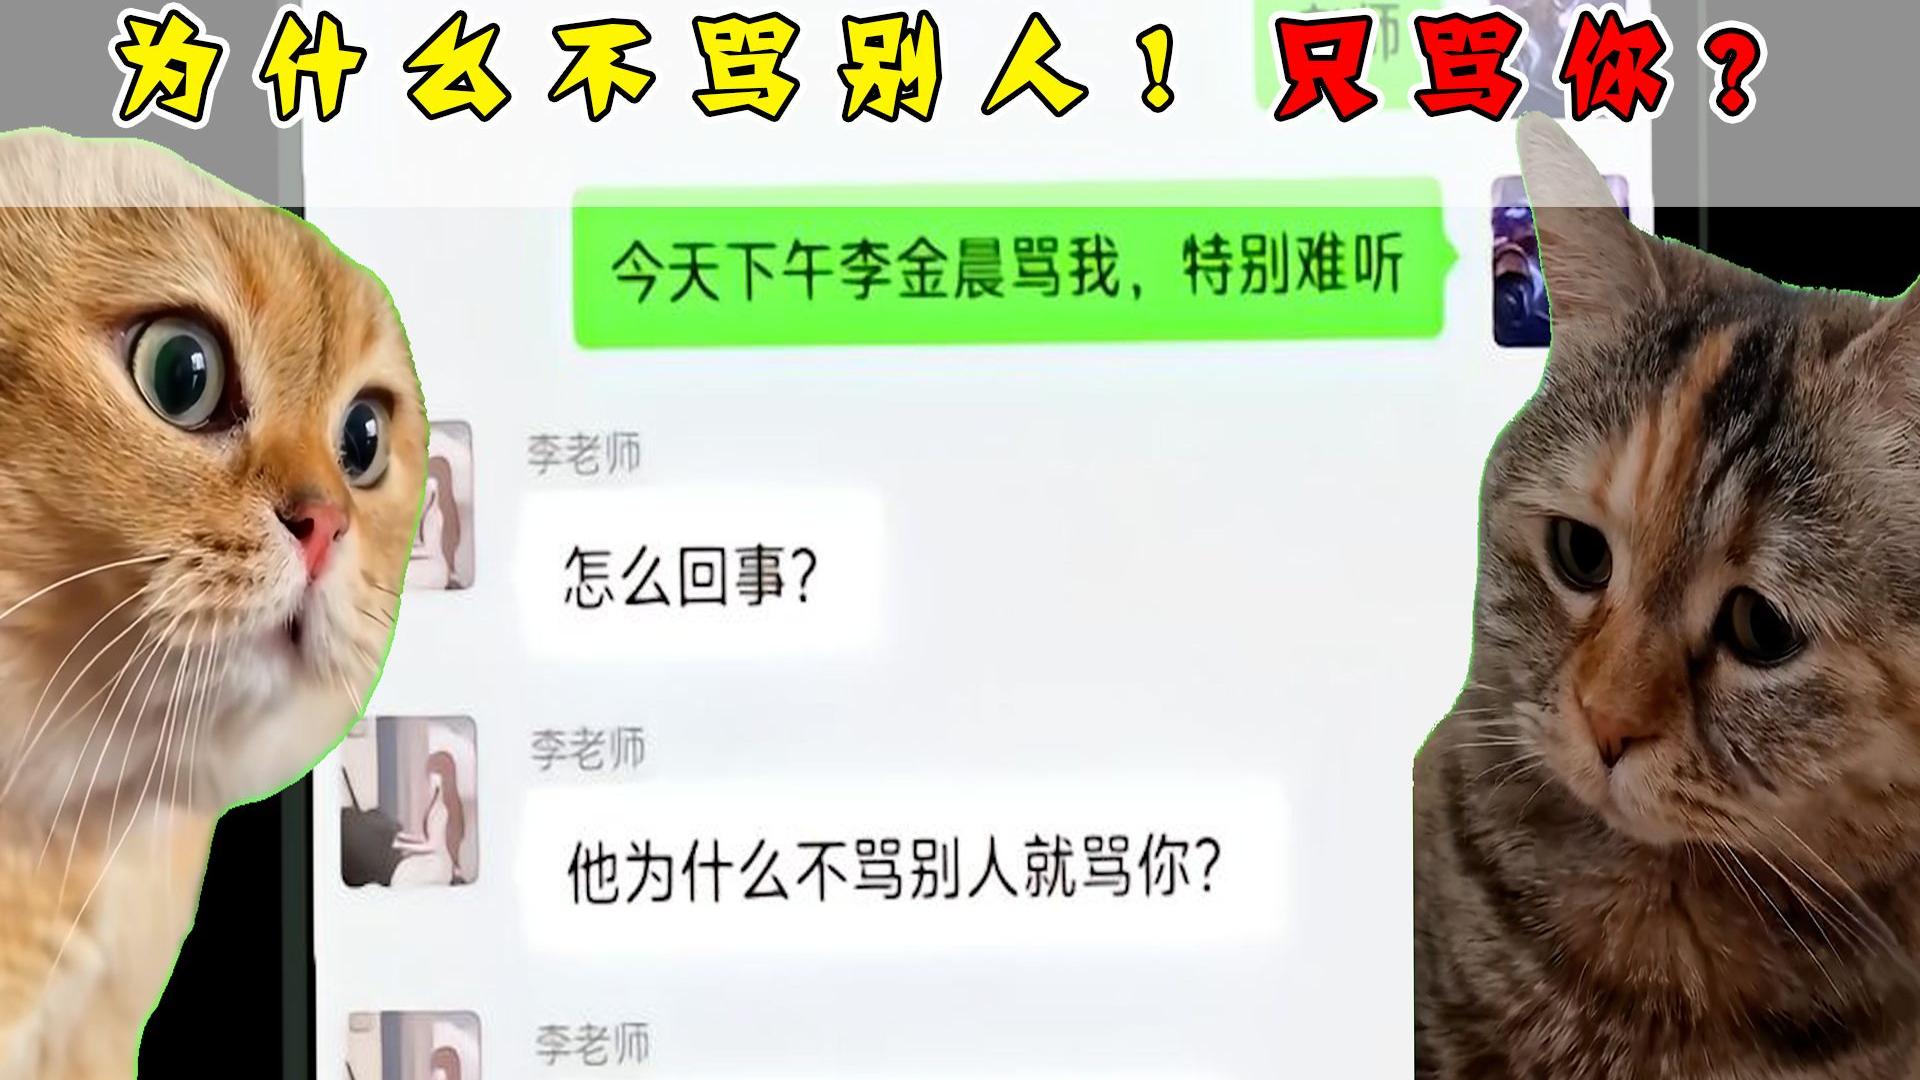 为什么不骂别人！只骂你？
师
今天下午李金晨骂我，特别难听
李老师
怎么回事？
李老师
他为什么不骂别人就骂你？
李老师